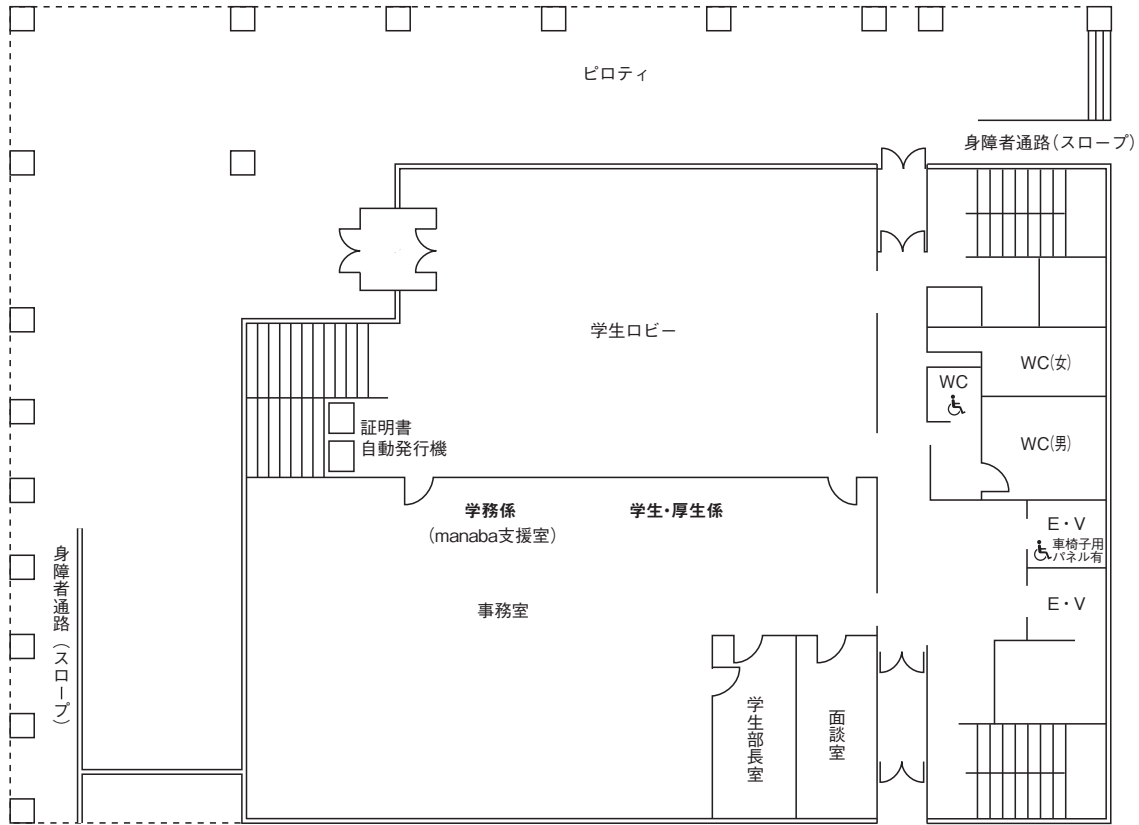 ピロティ
身障者通路(スロープ)
学生ロビー
WC(女)
WC
WC(男)
証明書
自動発行機
学務係
(manaba支援室)
学生・厚生係
E・V
車椅子用
パネル有
E・V
事務室
身障者通路(スロープ)
学生部長室
面談室